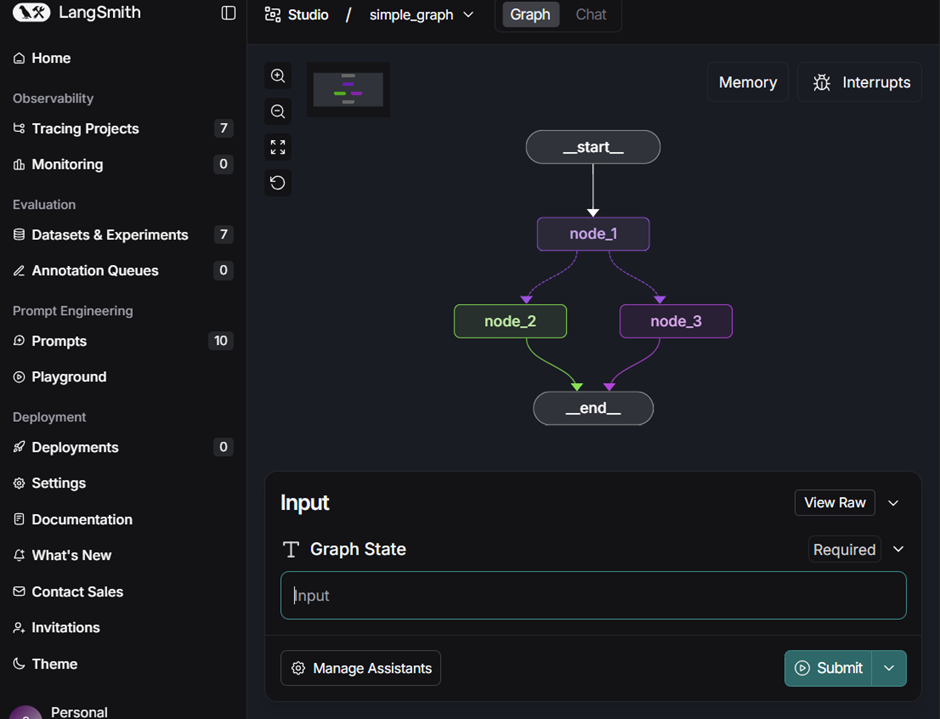 LangSmith
Home
Observability
Tracing Projects 7
Monitoring 0
Evaluation
Datasets & Experiments 7
Annotation Queues 0
Prompt Engineering
Prompts 10
Playground
Deployment
Deployments 0
Settings
Documentation
What's New
Contact Sales
Invitations
Theme
Personal
Studio / simple_graph
Graph Chat
Memory Interrupts
__start__
node_1
node_2 node_3
__end__
Input View Raw
Graph State Required
Input
Manage Assistants Submit